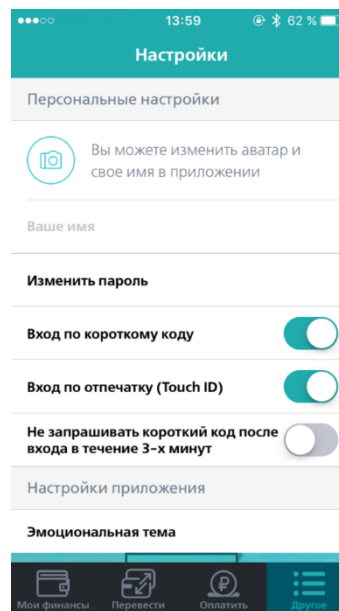 13:59 62 %
Настройки
Персональные настройки
Вы можете изменить аватар и
свое имя в приложении
Ваше имя
Изменить пароль
Вход по короткому коду
Вход по отпечатку (Touch ID)
Не запрашивать короткий код после
входа в течение 3-х минут
Настройки приложения
Эмоциональная тема
Мои финансы Перевести Оплатить Другое